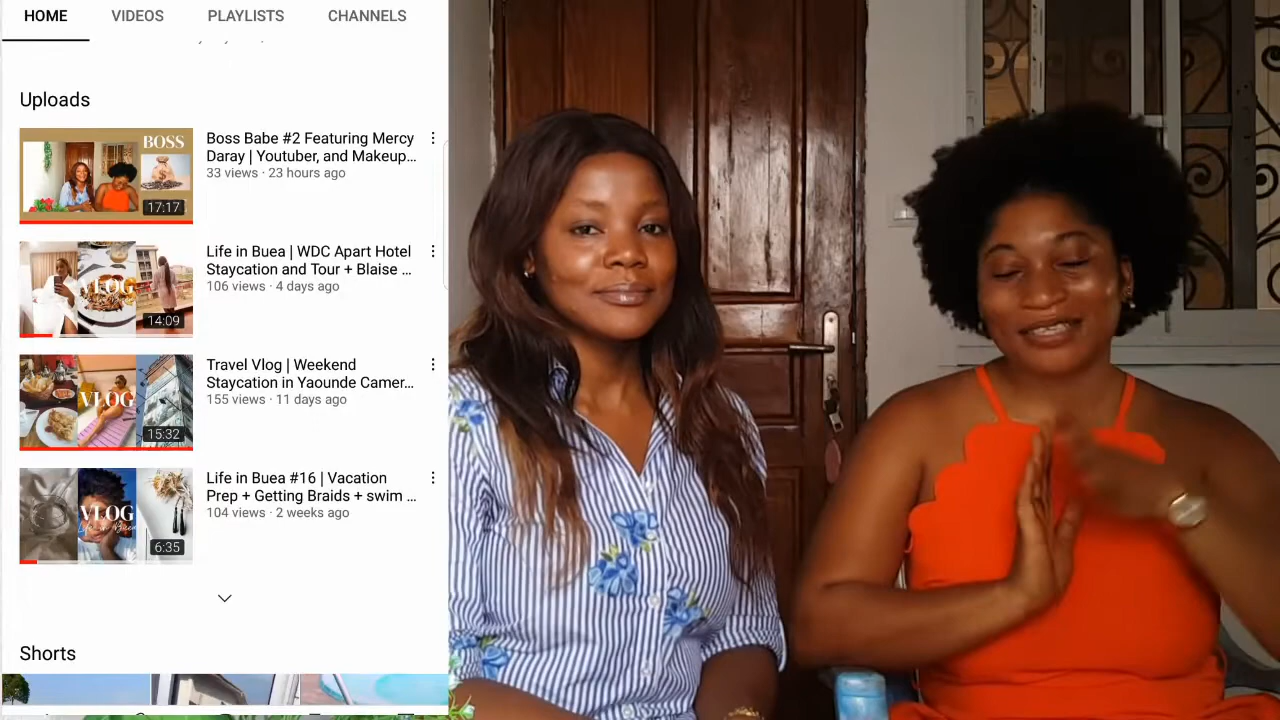 HOME VIDEOS PLAYLISTS CHANNELS
Uploads
BOSS
17:17
Boss Babe #2 Featuring Mercy
Daray | Youtuber, and Makeup...
33 views · 23 hours ago
VLOG
14:09
Life in Buea | WDC Apart Hotel
Staycation and Tour + Blaise ...
106 views · 4 days ago
VLOG
15:32
Travel Vlog | Weekend
Staycation in Yaounde Camer...
155 views · 11 days ago
VLOG
Life in Buea
6:35
Life in Buea #16 | Vacation
Prep + Getting Braids + swim ...
104 views · 2 weeks ago
Shorts